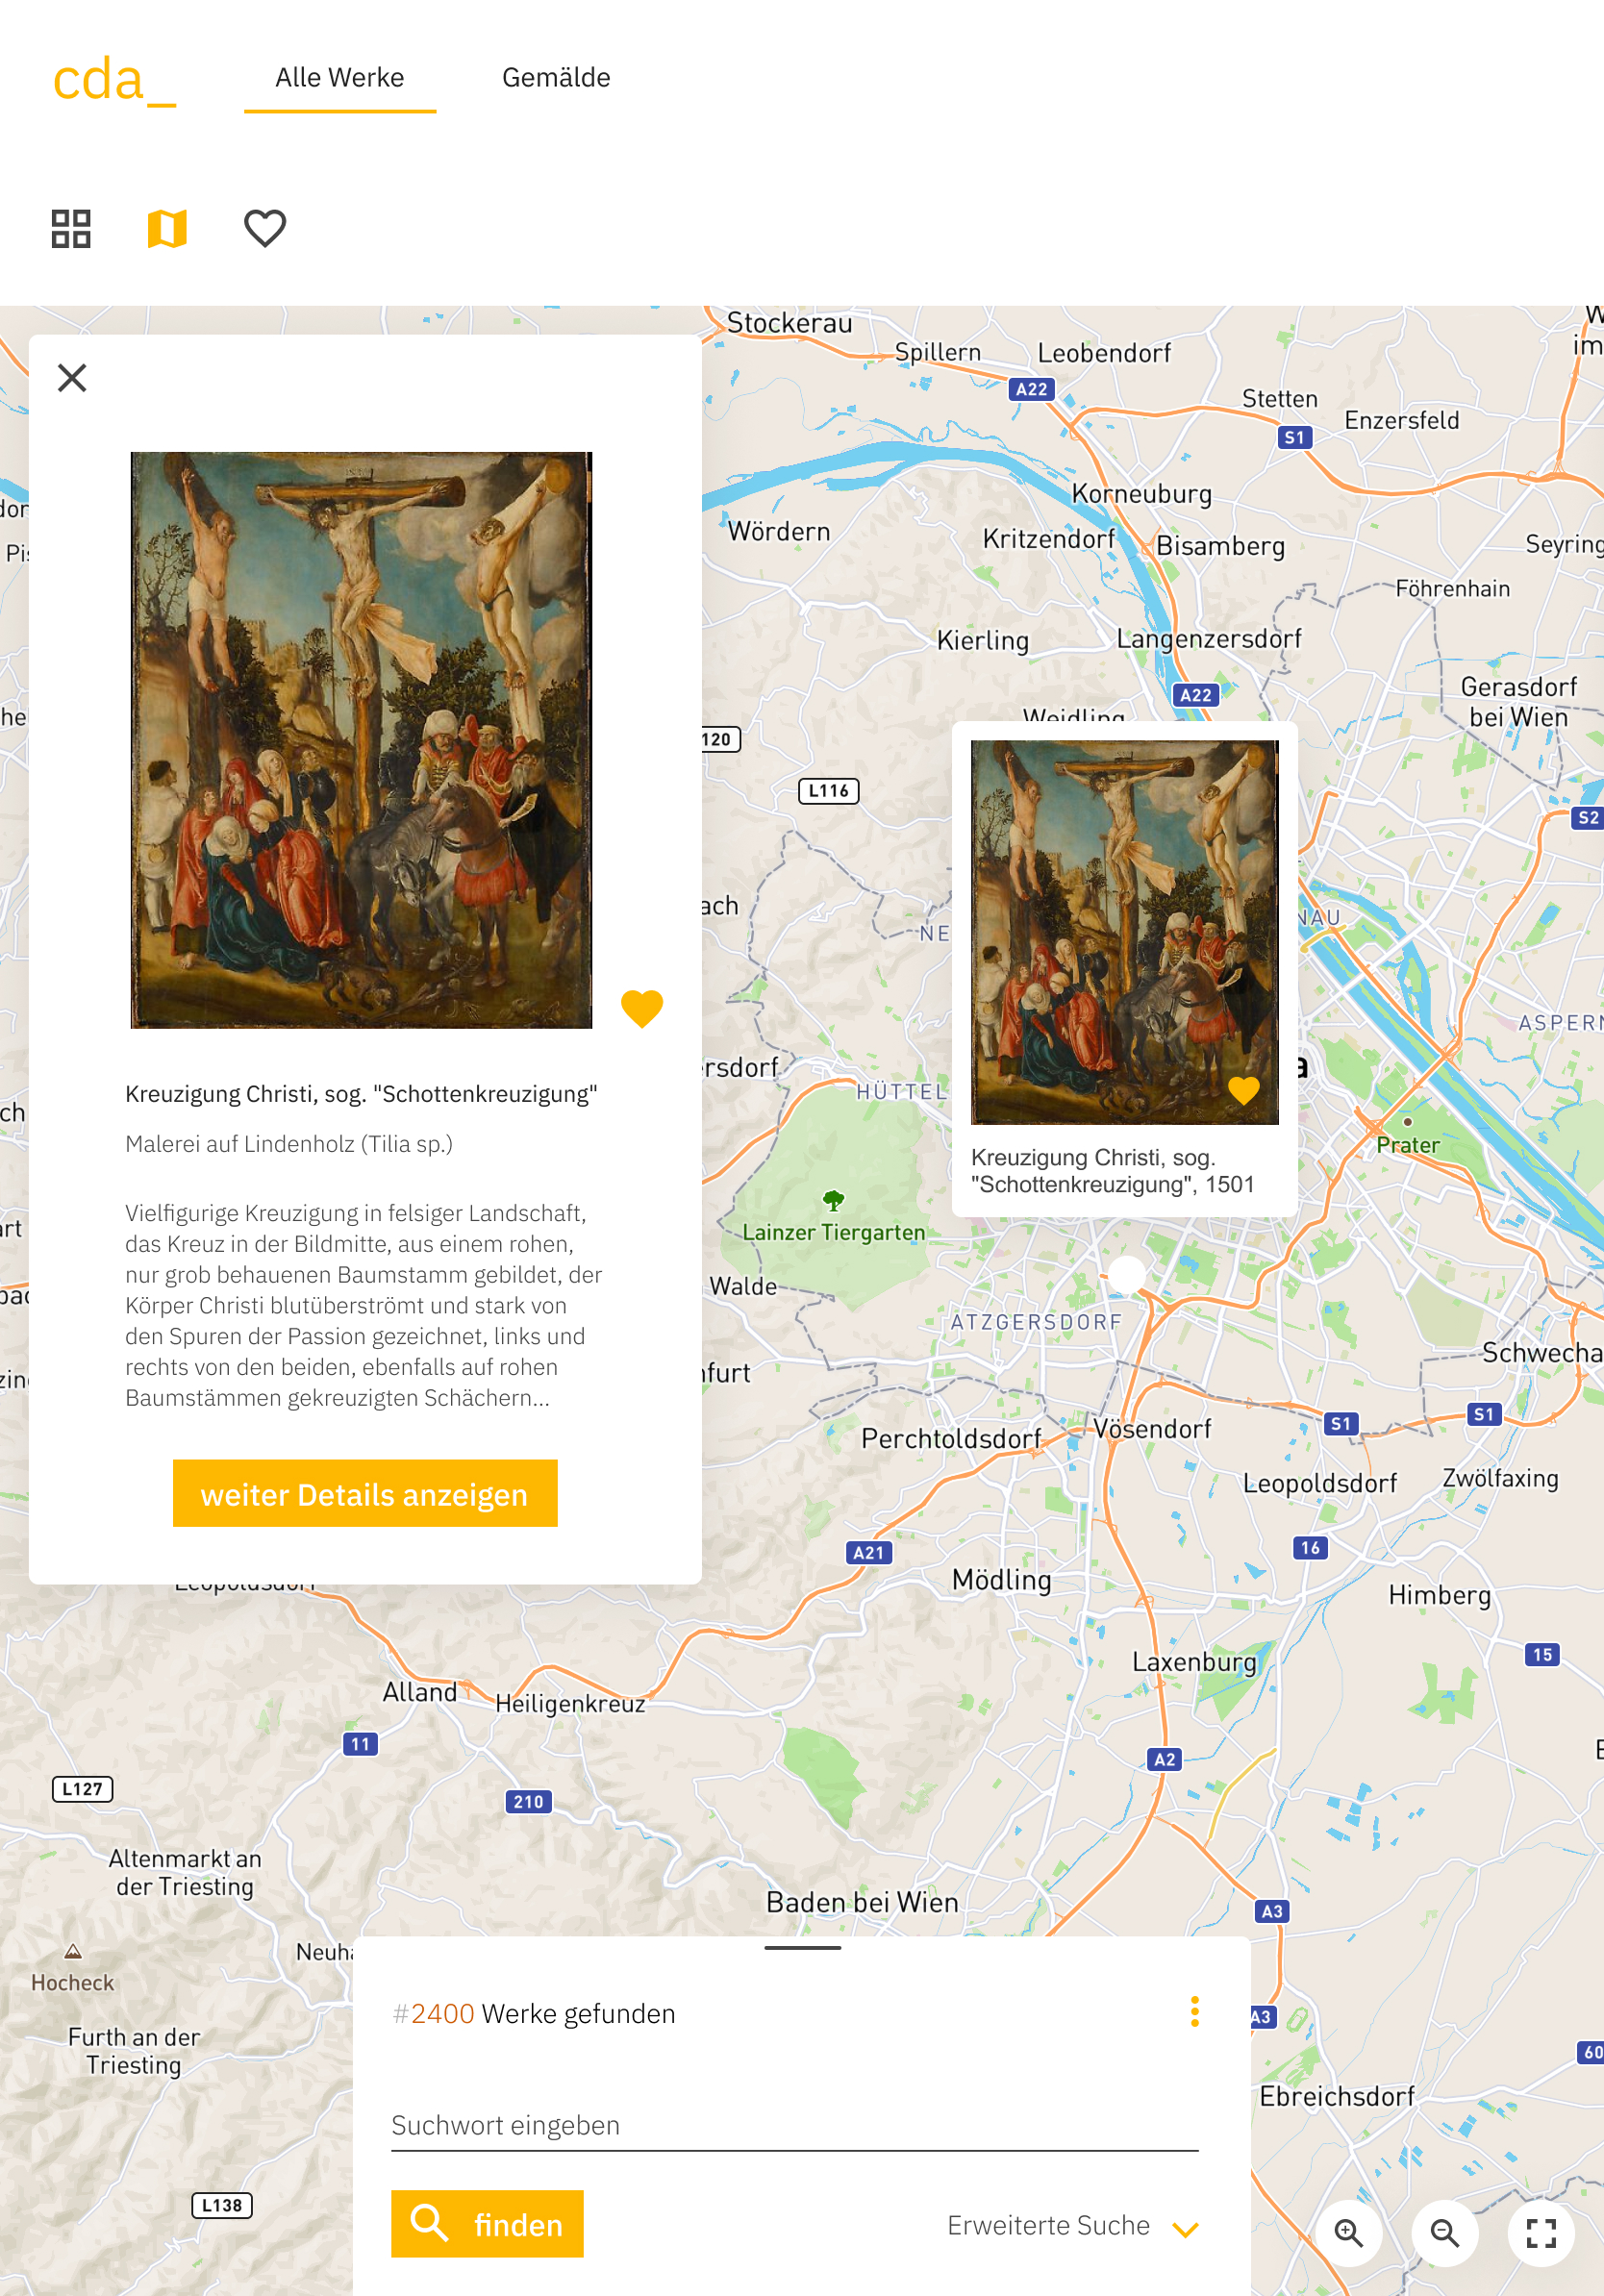 cda_
Alle Werke
Gemälde
Stockerau
Spillern
Leobendorf
A22
Stetten
Enzersfeld
S1
Korneuburg
Wördern
Kritzendorf
Bisamberg
Seyring
Föhrenhain
Kierling
Langenzersdorf
A22
Gerasdorf
bei Wien
Weidling
120
L116
S2
HÜTTEL
Prater
Lainzer Tiergarten
Walde
ATZGERSDORF
Schwecha
S1
S1
Perchtoldsdorf
Vösendorf
Leopoldsdorf
Zwölfaxing
A21
16
Mödling
Himberg
15
Laxenburg
Kreuzigung Christi, sog. "Schottenkreuzigung"
Malerei auf Lindenholz (Tilia sp.)
Vielfigurige Kreuzigung in felsiger Landschaft,
das Kreuz in der Bildmitte, aus einem rohen,
nur grob behauenen Baumstamm gebildet, der
Körper Christi blutüberströmt und stark von
den Spuren der Passion gezeichnet, links und
rechts von den beiden, ebenfalls auf rohen
Baumstämmen gekreuzigten Schächern...
weiter Details anzeigen
Kreuzigung Christi, sog.
"Schottenkreuzigung", 1501
Leopoldsdorf
Alland
Heiligenkreuz
11
A2
L127
210
Altenmarkt an
der Triesting
Baden bei Wien
A3
Hocheck
Furth an der
Triesting
A3
60
Ebreichsdorf
L138
#2400 Werke gefunden
Suchwort eingeben
finden
Erweiterte Suche